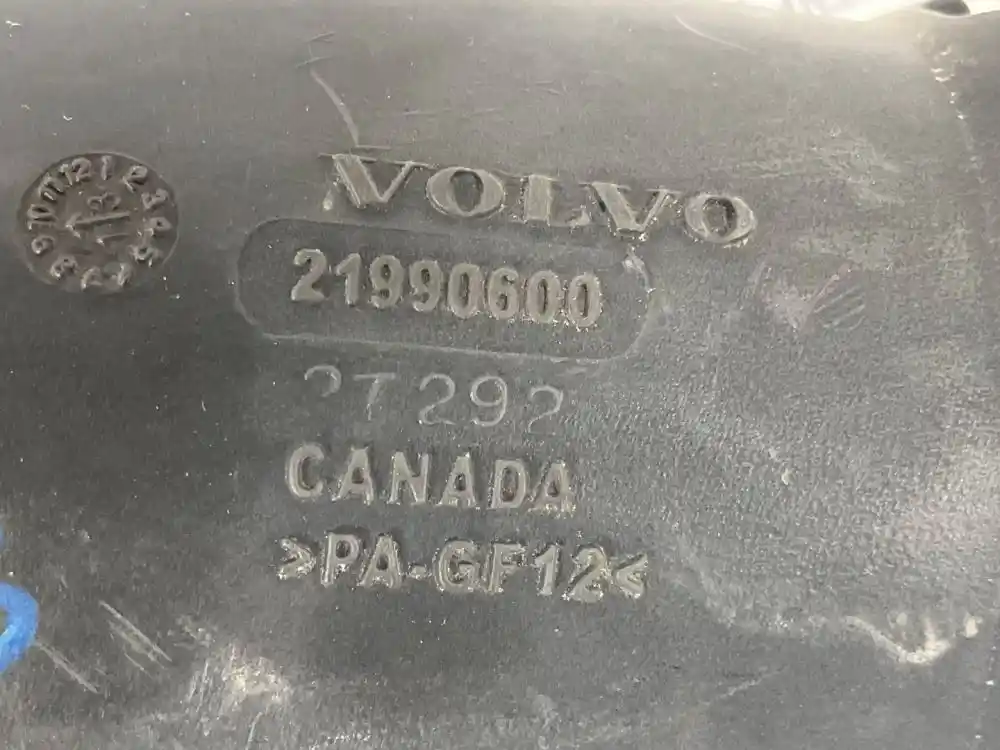 VOLVO
21990600
CANADA
>PA-GF12<